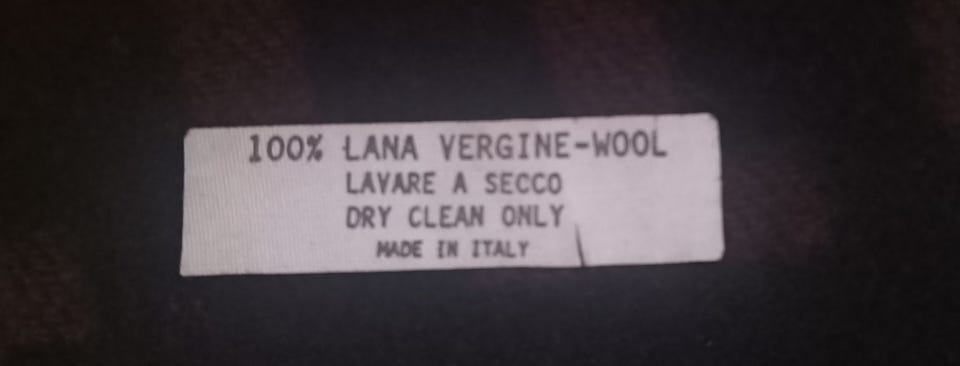 100% LANA VERGINE-WOOL
LAVARE A SECCO
DRY CLEAN ONLY
MADE IN ITALY